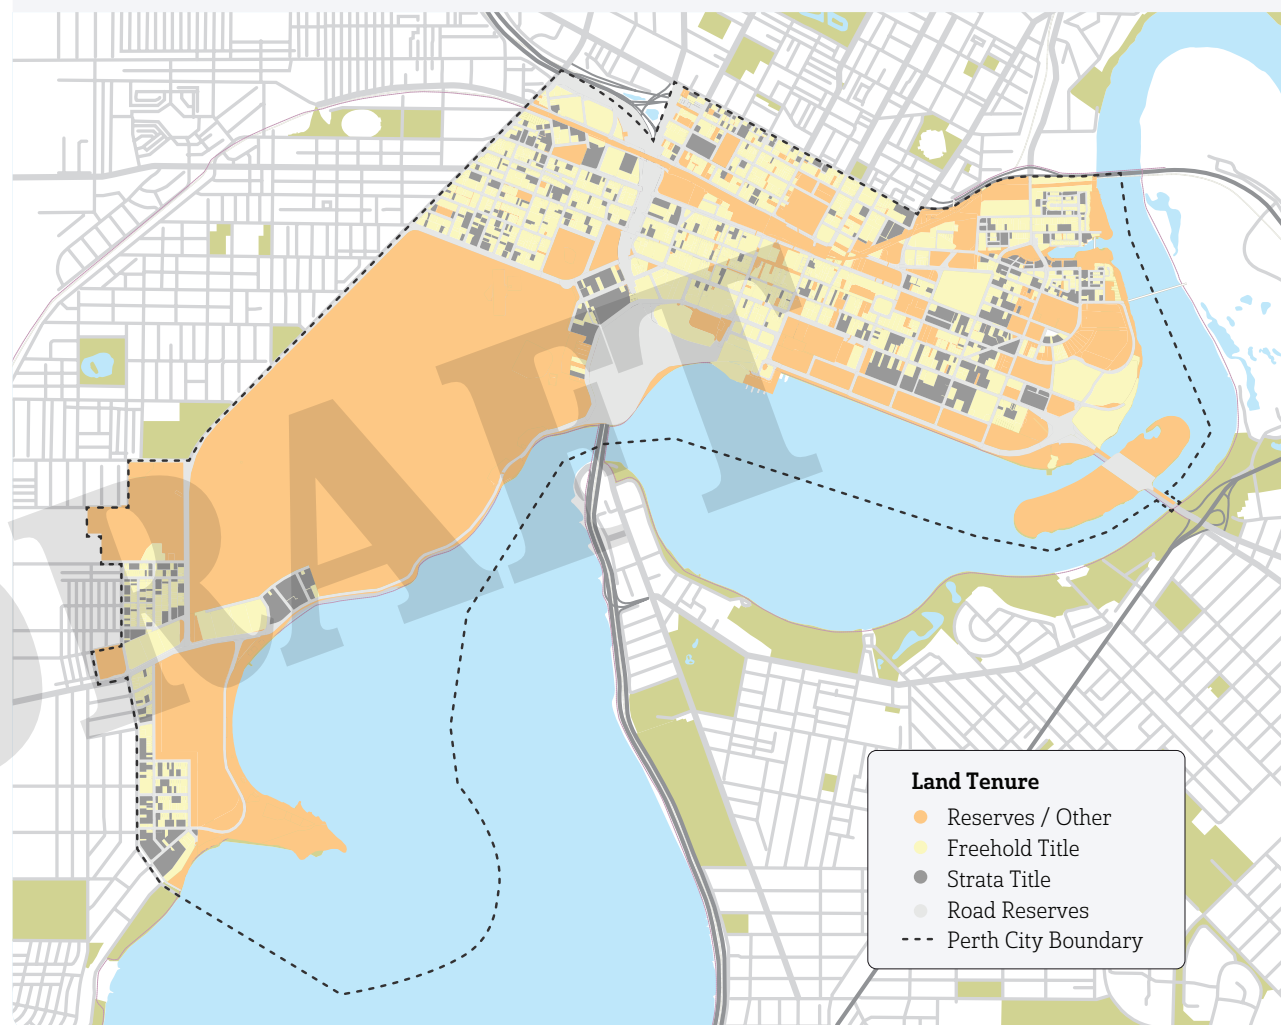 DRAFT
Land Tenure
Reserves / Other
Freehold Title
Strata Title
Road Reserves
Perth City Boundary